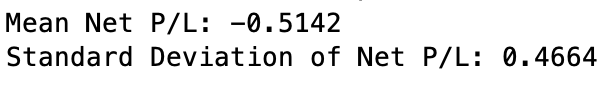 Mean Net P/L: -0.5142
Standard Deviation of Net P/L: 0.4664